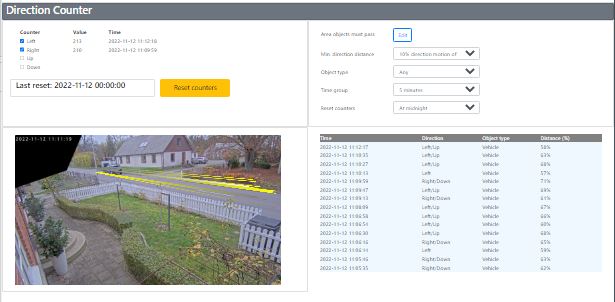 Direction Counter
Counter Value Time
Left 213 2022-11-12 11:12:18
Right 210 2022-11-12 11:09:59
Up
Down
Last reset: 2022-11-12 00:00:00
Reset counters
Area objects must pass Edit
Min. direction distance 10% direction motion of
Object type Any
Time group 5 minutes
Reset counters At midnight
2022-11-12 11:11:19
Time Direction Object type Distance (%)
2022-11-12 11:12:17 Left/Up Vehicle 58%
2022-11-12 11:10:35 Left/Up Vehicle 63%
2022-11-12 11:10:27 Left/Up Vehicle 68%
2022-11-12 11:10:13 Left Vehicle 57%
2022-11-12 11:09:59 Right/Down Vehicle 71%
2022-11-12 11:09:47 Left/Up Vehicle 69%
2022-11-12 11:09:13 Left/Up Vehicle 61%
2022-11-12 11:08:09 Left/Up Vehicle 67%
2022-11-12 11:06:58 Left/Up Vehicle 66%
2022-11-12 11:06:54 Left/Up Vehicle 60%
2022-11-12 11:06:30 Left/Up Vehicle 68%
2022-11-12 11:06:16 Right/Down Vehicle 65%
2022-11-12 11:06:14 Left Vehicle 59%
2022-11-12 11:05:46 Right/Down Vehicle 63%
2022-11-12 11:05:35 Right/Down Vehicle 62%